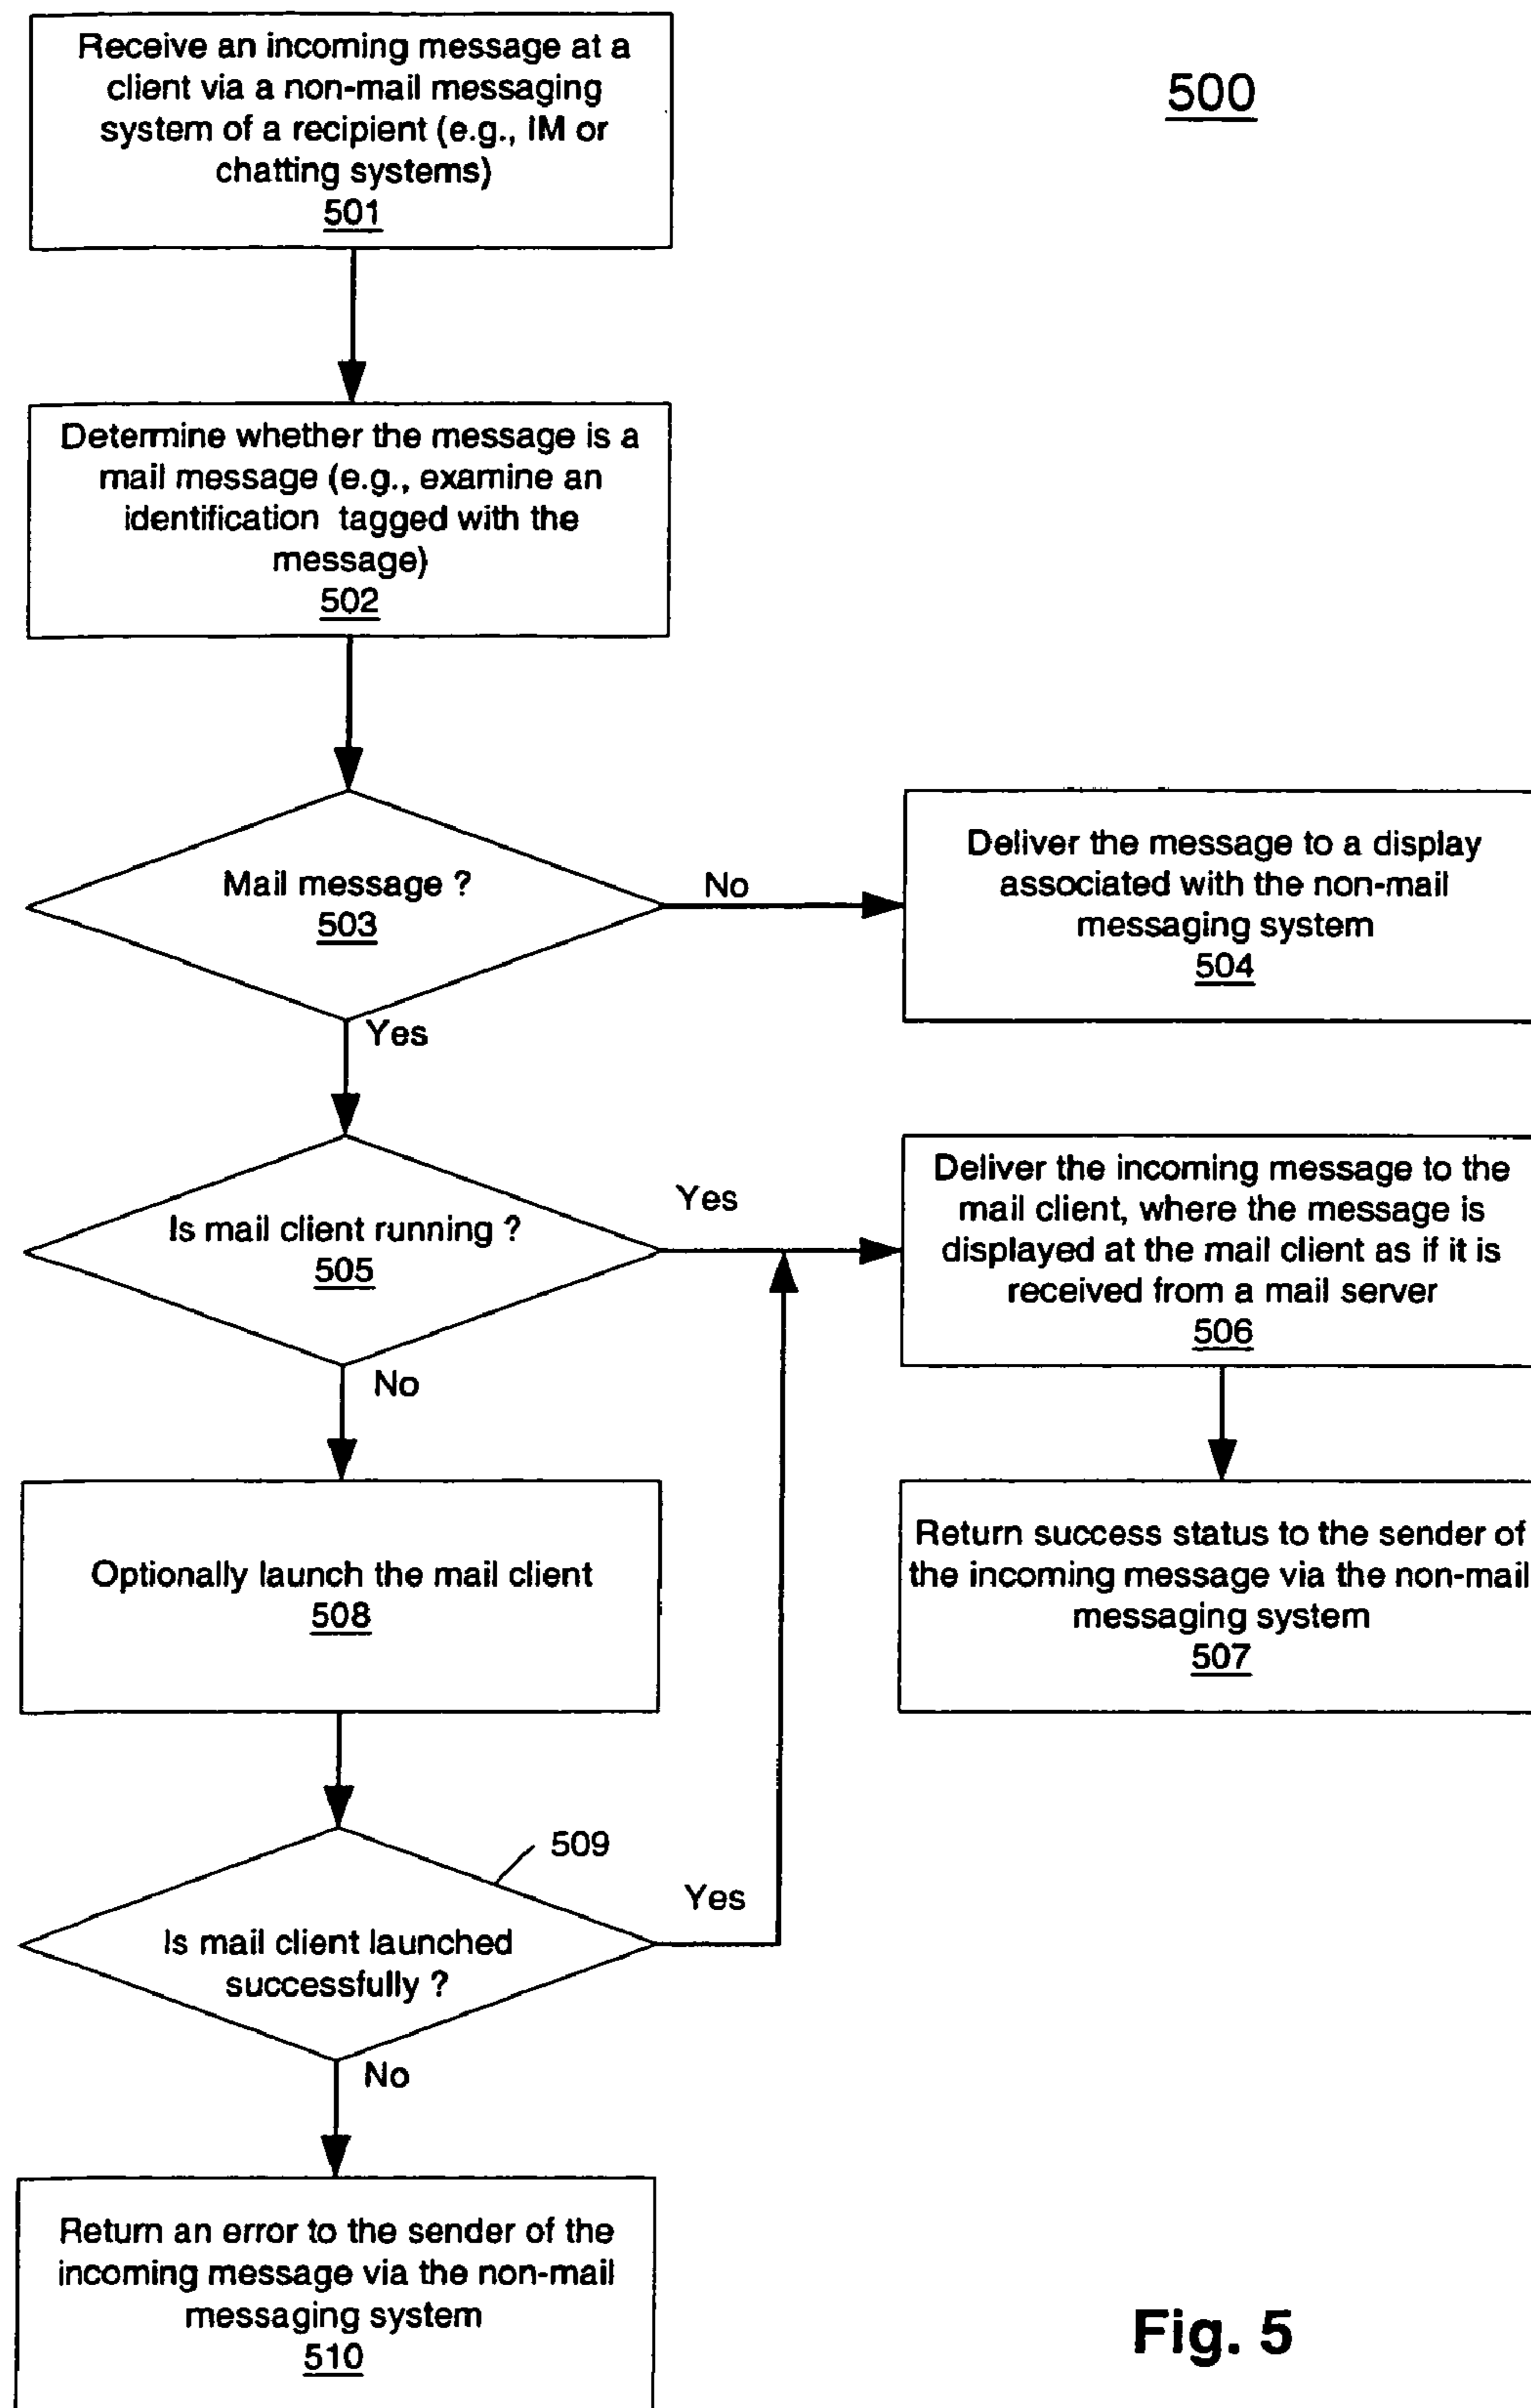 Receive an incoming message at a
client via a non-mail messaging
system of a recipient (e.g., IM or
chatting systems)
501
500
Determine whether the message is a
mail message (e.g., examine an
identification tagged with the
message)
502
Mail message ?
503
No
Deliver the message to a display
associated with the non-mail
messaging system
504
Yes
Is mail client running ?
505
Yes
Deliver the incoming message to the
mail client, where the message is
displayed at the mail client as if it is
received from a mail server
506
No
Optionally launch the mail client
508
Return success status to the sender of
the incoming message via the non-mail
messaging system
507
509
Is mail client launched
successfully ?
Yes
No
Return an error to the sender of the
incoming message via the non-mail
messaging system
510
Fig. 5